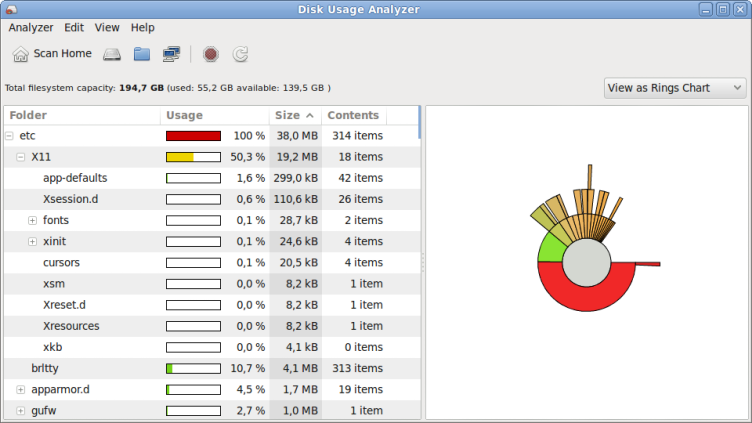 Disk Usage Analyzer
Analyzer Edit View Help
Scan Home
Total filesystem capacity: 194,7 GB (used: 55,2 GB available: 139,5 GB )
View as Rings Chart
Folder Usage Size Contents
etc 100 % 38,0 MB 314 items
X11 50,3 % 19,2 MB 18 items
app-defaults 1,6 % 299,0 kB 42 items
Xsession.d 0,6 % 110,6 kB 26 items
fonts 0,1 % 28,7 kB 2 items
xinit 0,1 % 24,6 kB 4 items
cursors 0,1 % 20,5 kB 4 items
xsm 0,0 % 8,2 kB 1 item
Xreset.d 0,0 % 8,2 kB 1 item
Xresources 0,0 % 8,2 kB 1 item
xkb 0,0 % 4,1 kB 0 items
brltty 10,7 % 4,1 MB 313 items
apparmor.d 4,5 % 1,7 MB 19 items
gufw 2,7 % 1,0 MB 1 item